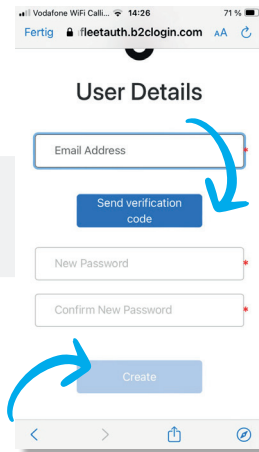 Vodafone WiFi Calli... 14:26 71 %
Fertig fleetauth.b2clogin.com AA
User Details
Email Address *
Send verification
code
New Password *
Confirm New Password *
Create